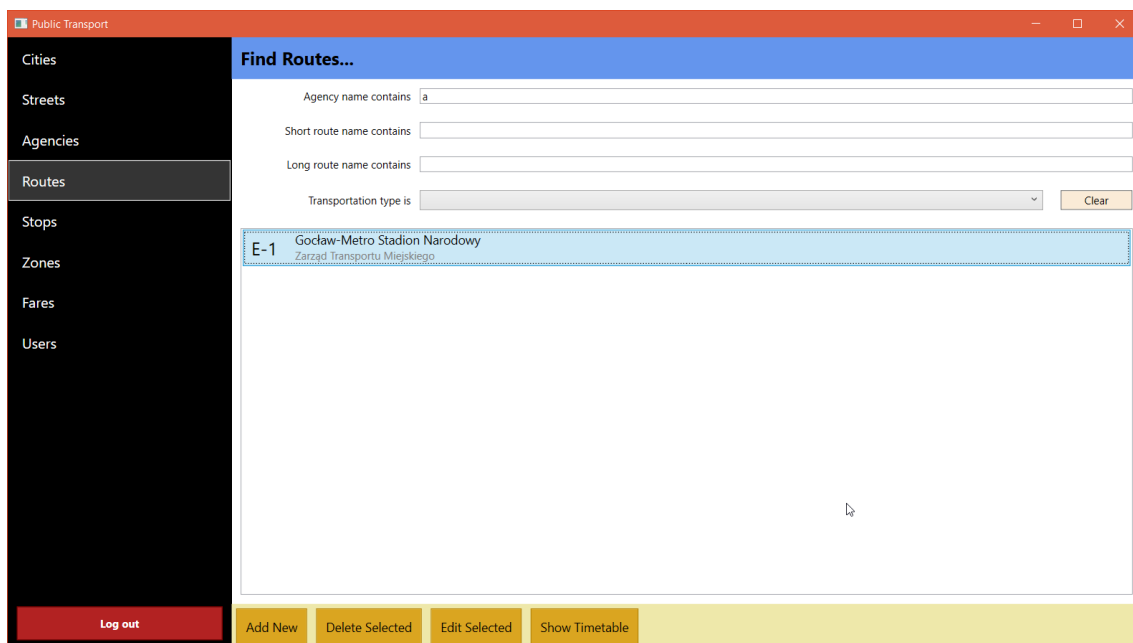 Public Transport
Cities
Streets
Agencies
Routes
Stops
Zones
Fares
Users
Log out
Find Routes...
Agency name contains a
Short route name contains
Long route name contains
Transportation type is
Clear
E-1
Gocław-Metro Stadion Narodowy
Zarząd Transportu Miejskiego
Add New
Delete Selected
Edit Selected
Show Timetable